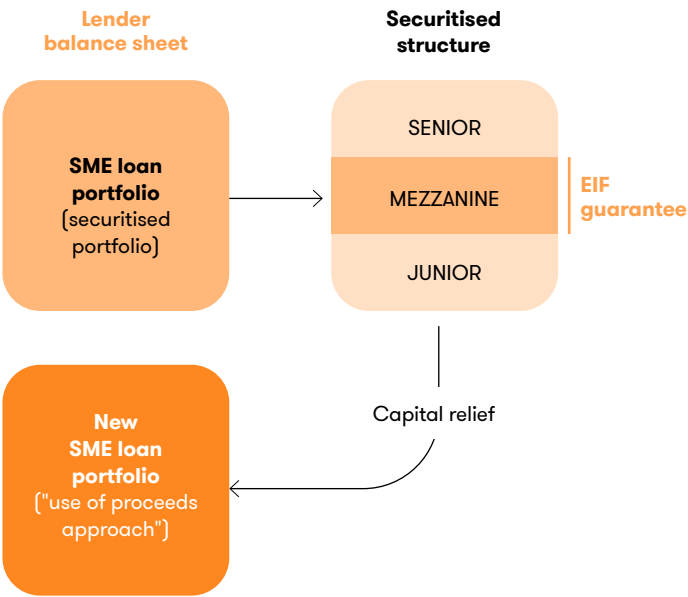 Lender
balance sheet
Securitised
structure
SME loan
portfolio
(securitised
portfolio)
SENIOR
MEZZANINE
JUNIOR
EIF
guarantee
Capital relief
New
SME loan
portfolio
("use of proceeds
approach")